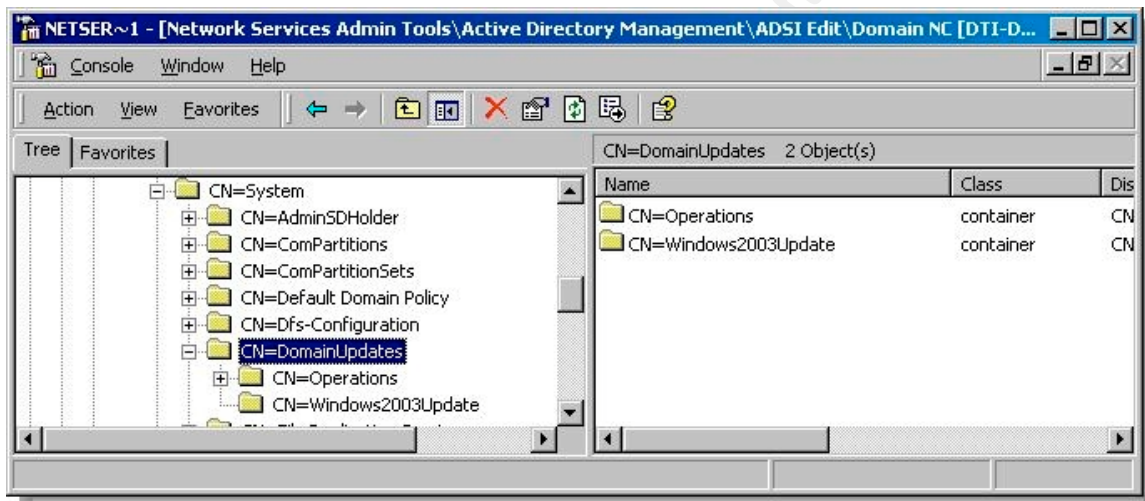 NETSER~1 - [Network Services Admin Tools\Active Directory Management\ADSI Edit\Domain NC [DTI-D...
Console Window Help
Action View Favorites
Tree Favorites
CN=DomainUpdates 2 Object(s)
CN=System
CN=AdminSDHolder
CN=ComPartitions
CN=ComPartitionSets
CN=Default Domain Policy
CN=Dfs-Configuration
CN=DomainUpdates
CN=Operations
CN=Windows2003Update
Name Class Dis
CN=Operations container CN
CN=Windows2003Update container CN